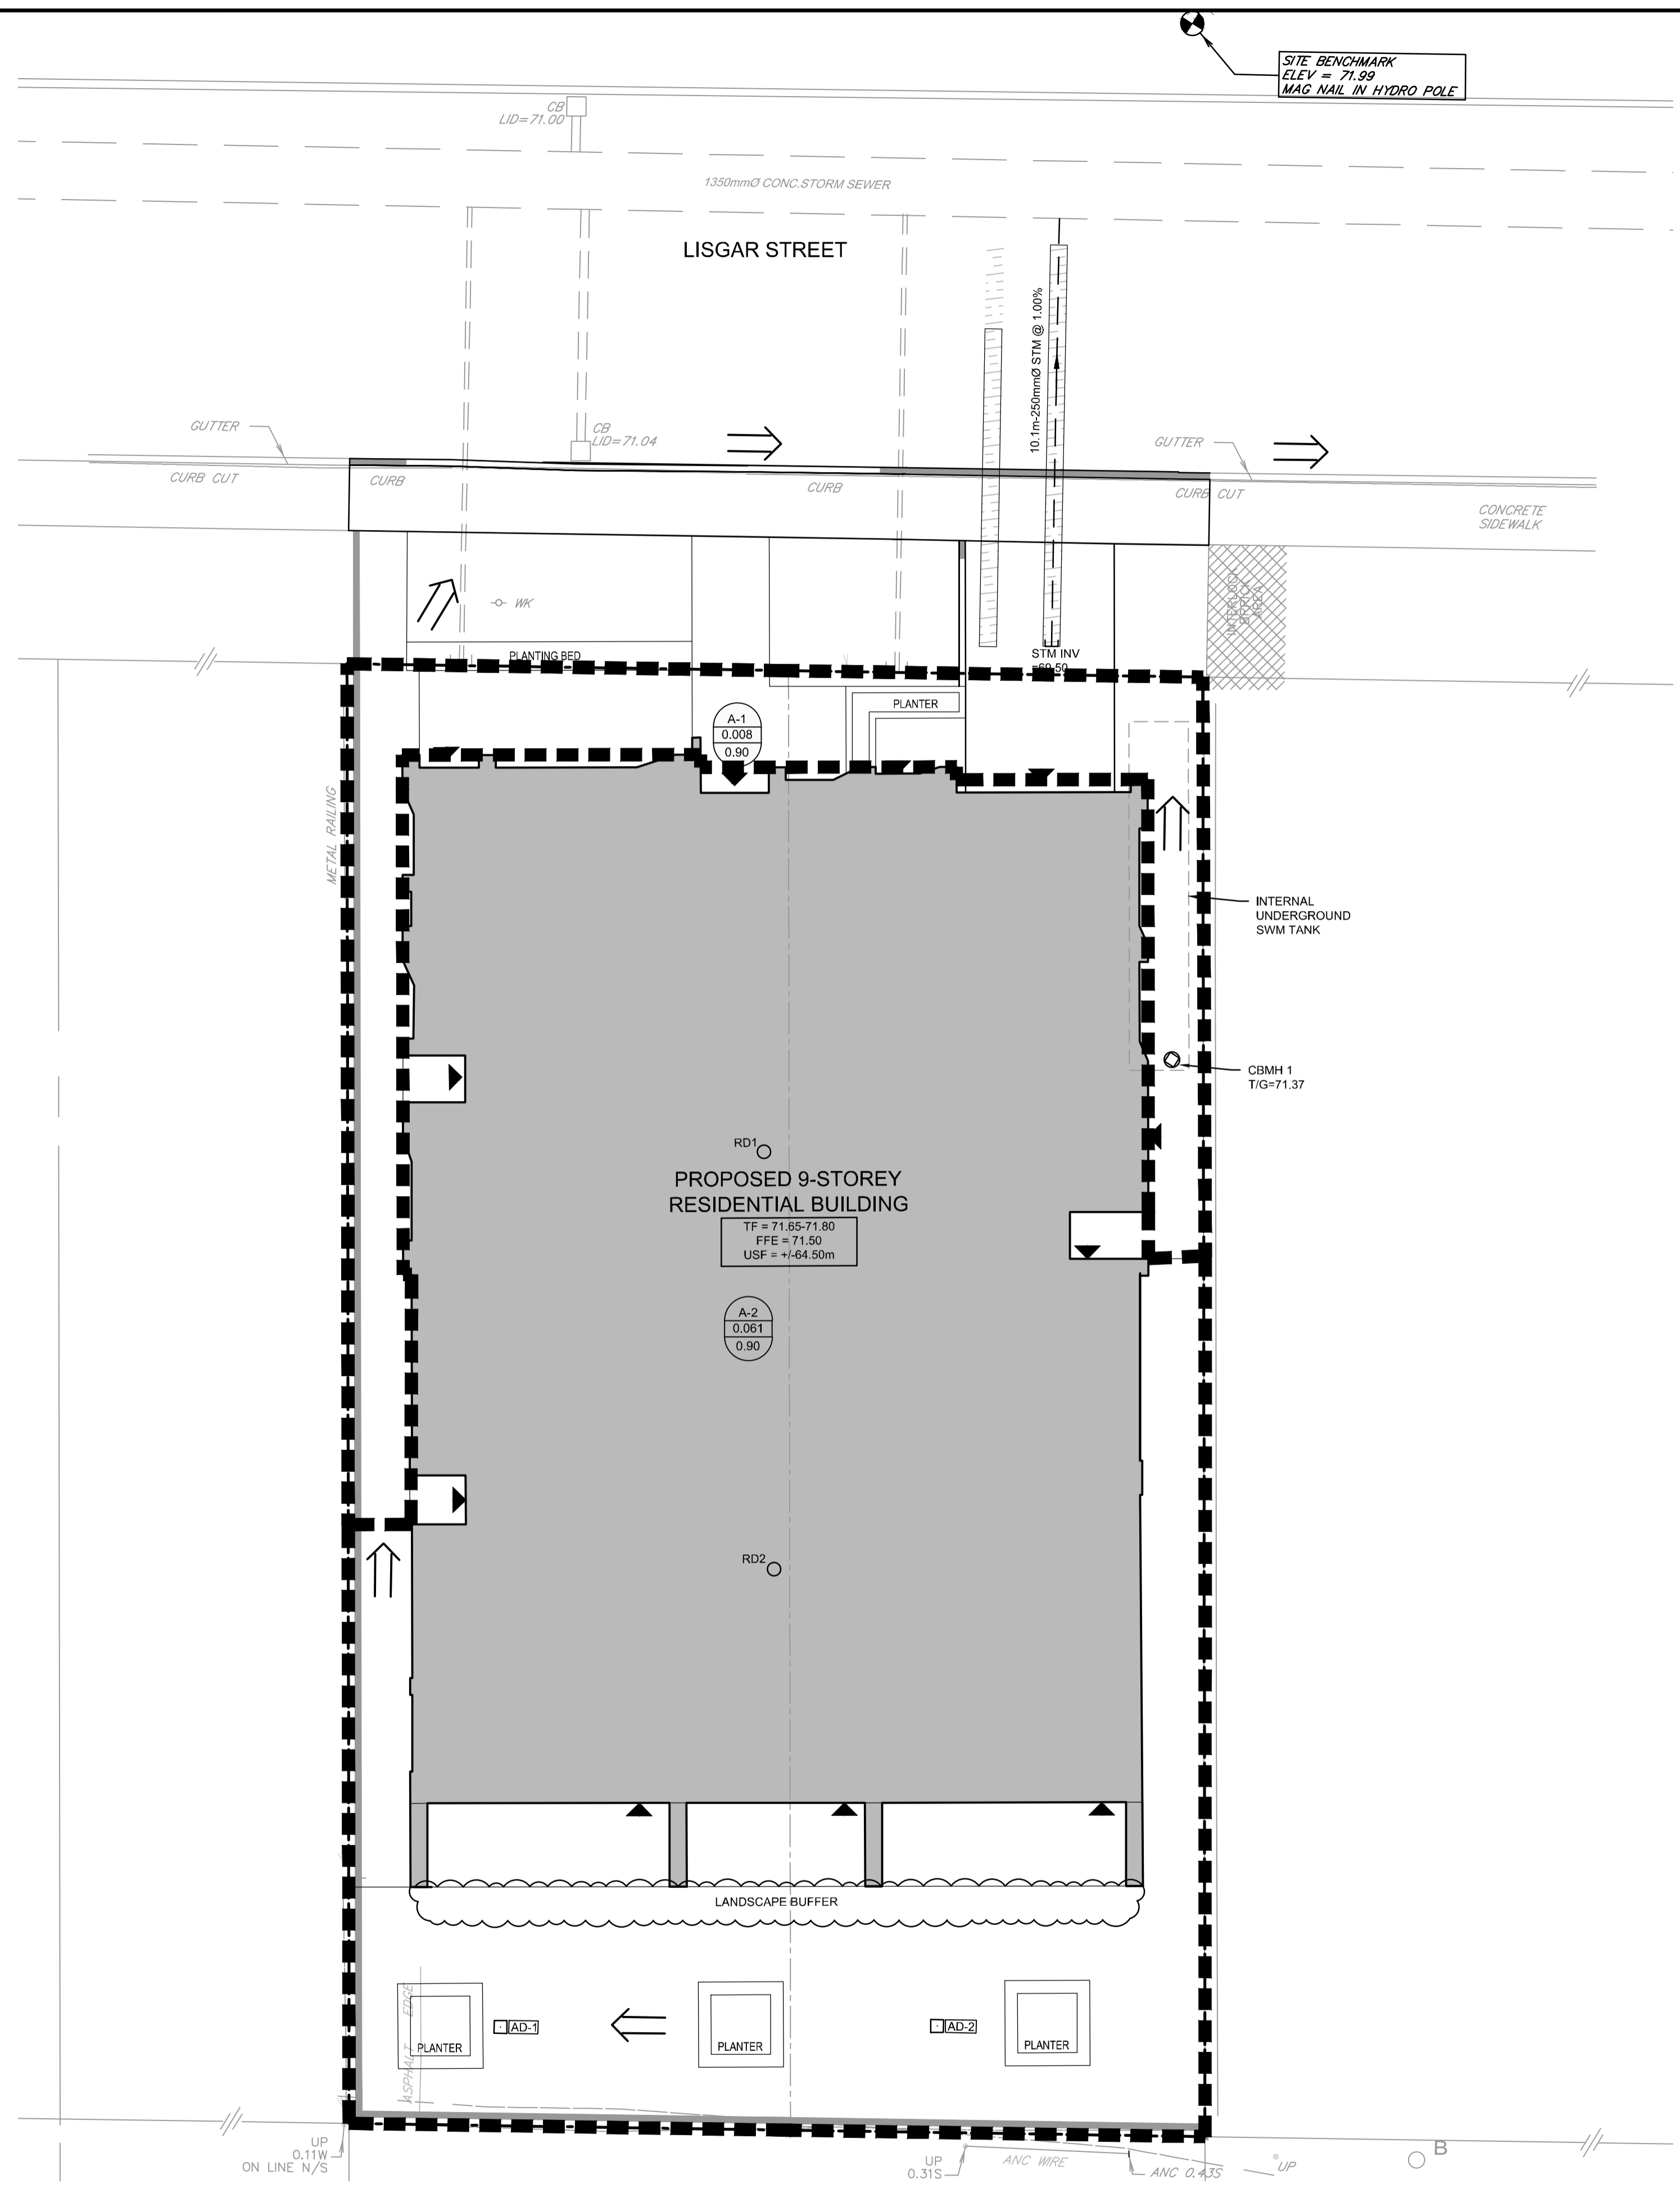 SITE BENCHMARK
ELEV = 71.99
MAG NAIL IN HYDRO POLE
CB
LID=71.00
1350mmØ CONC.STORM SEWER
LISGAR STREET
10.1m-250mmØ STM @ 1.00%
GUTTER
CB
LID=71.04
GUTTER
CURB CUT
CURB
CURB
CURB CUT
CONCRETE
SIDEWALK
INTERLOCK
BRICK
AREA
WK
PLANTING BED
STM INV
=69.50
PLANTER
A-1
0.008
0.90
METAL RAILING
INTERNAL
UNDERGROUND
SWM TANK
CBMH 1
T/G=71.37
RD1
PROPOSED 9-STOREY
RESIDENTIAL BUILDING
TF = 71.65-71.80
FFE = 71.50
USF = +/-64.50m
A-2
0.061
0.90
RD2
LANDSCAPE BUFFER
ASPHALT EDGE
PLANTER
AD-1
PLANTER
AD-2
PLANTER
UP
0.11W
ON LINE N/S
UP
0.31S
ANC WIRE
ANC 0.43S
UP
B